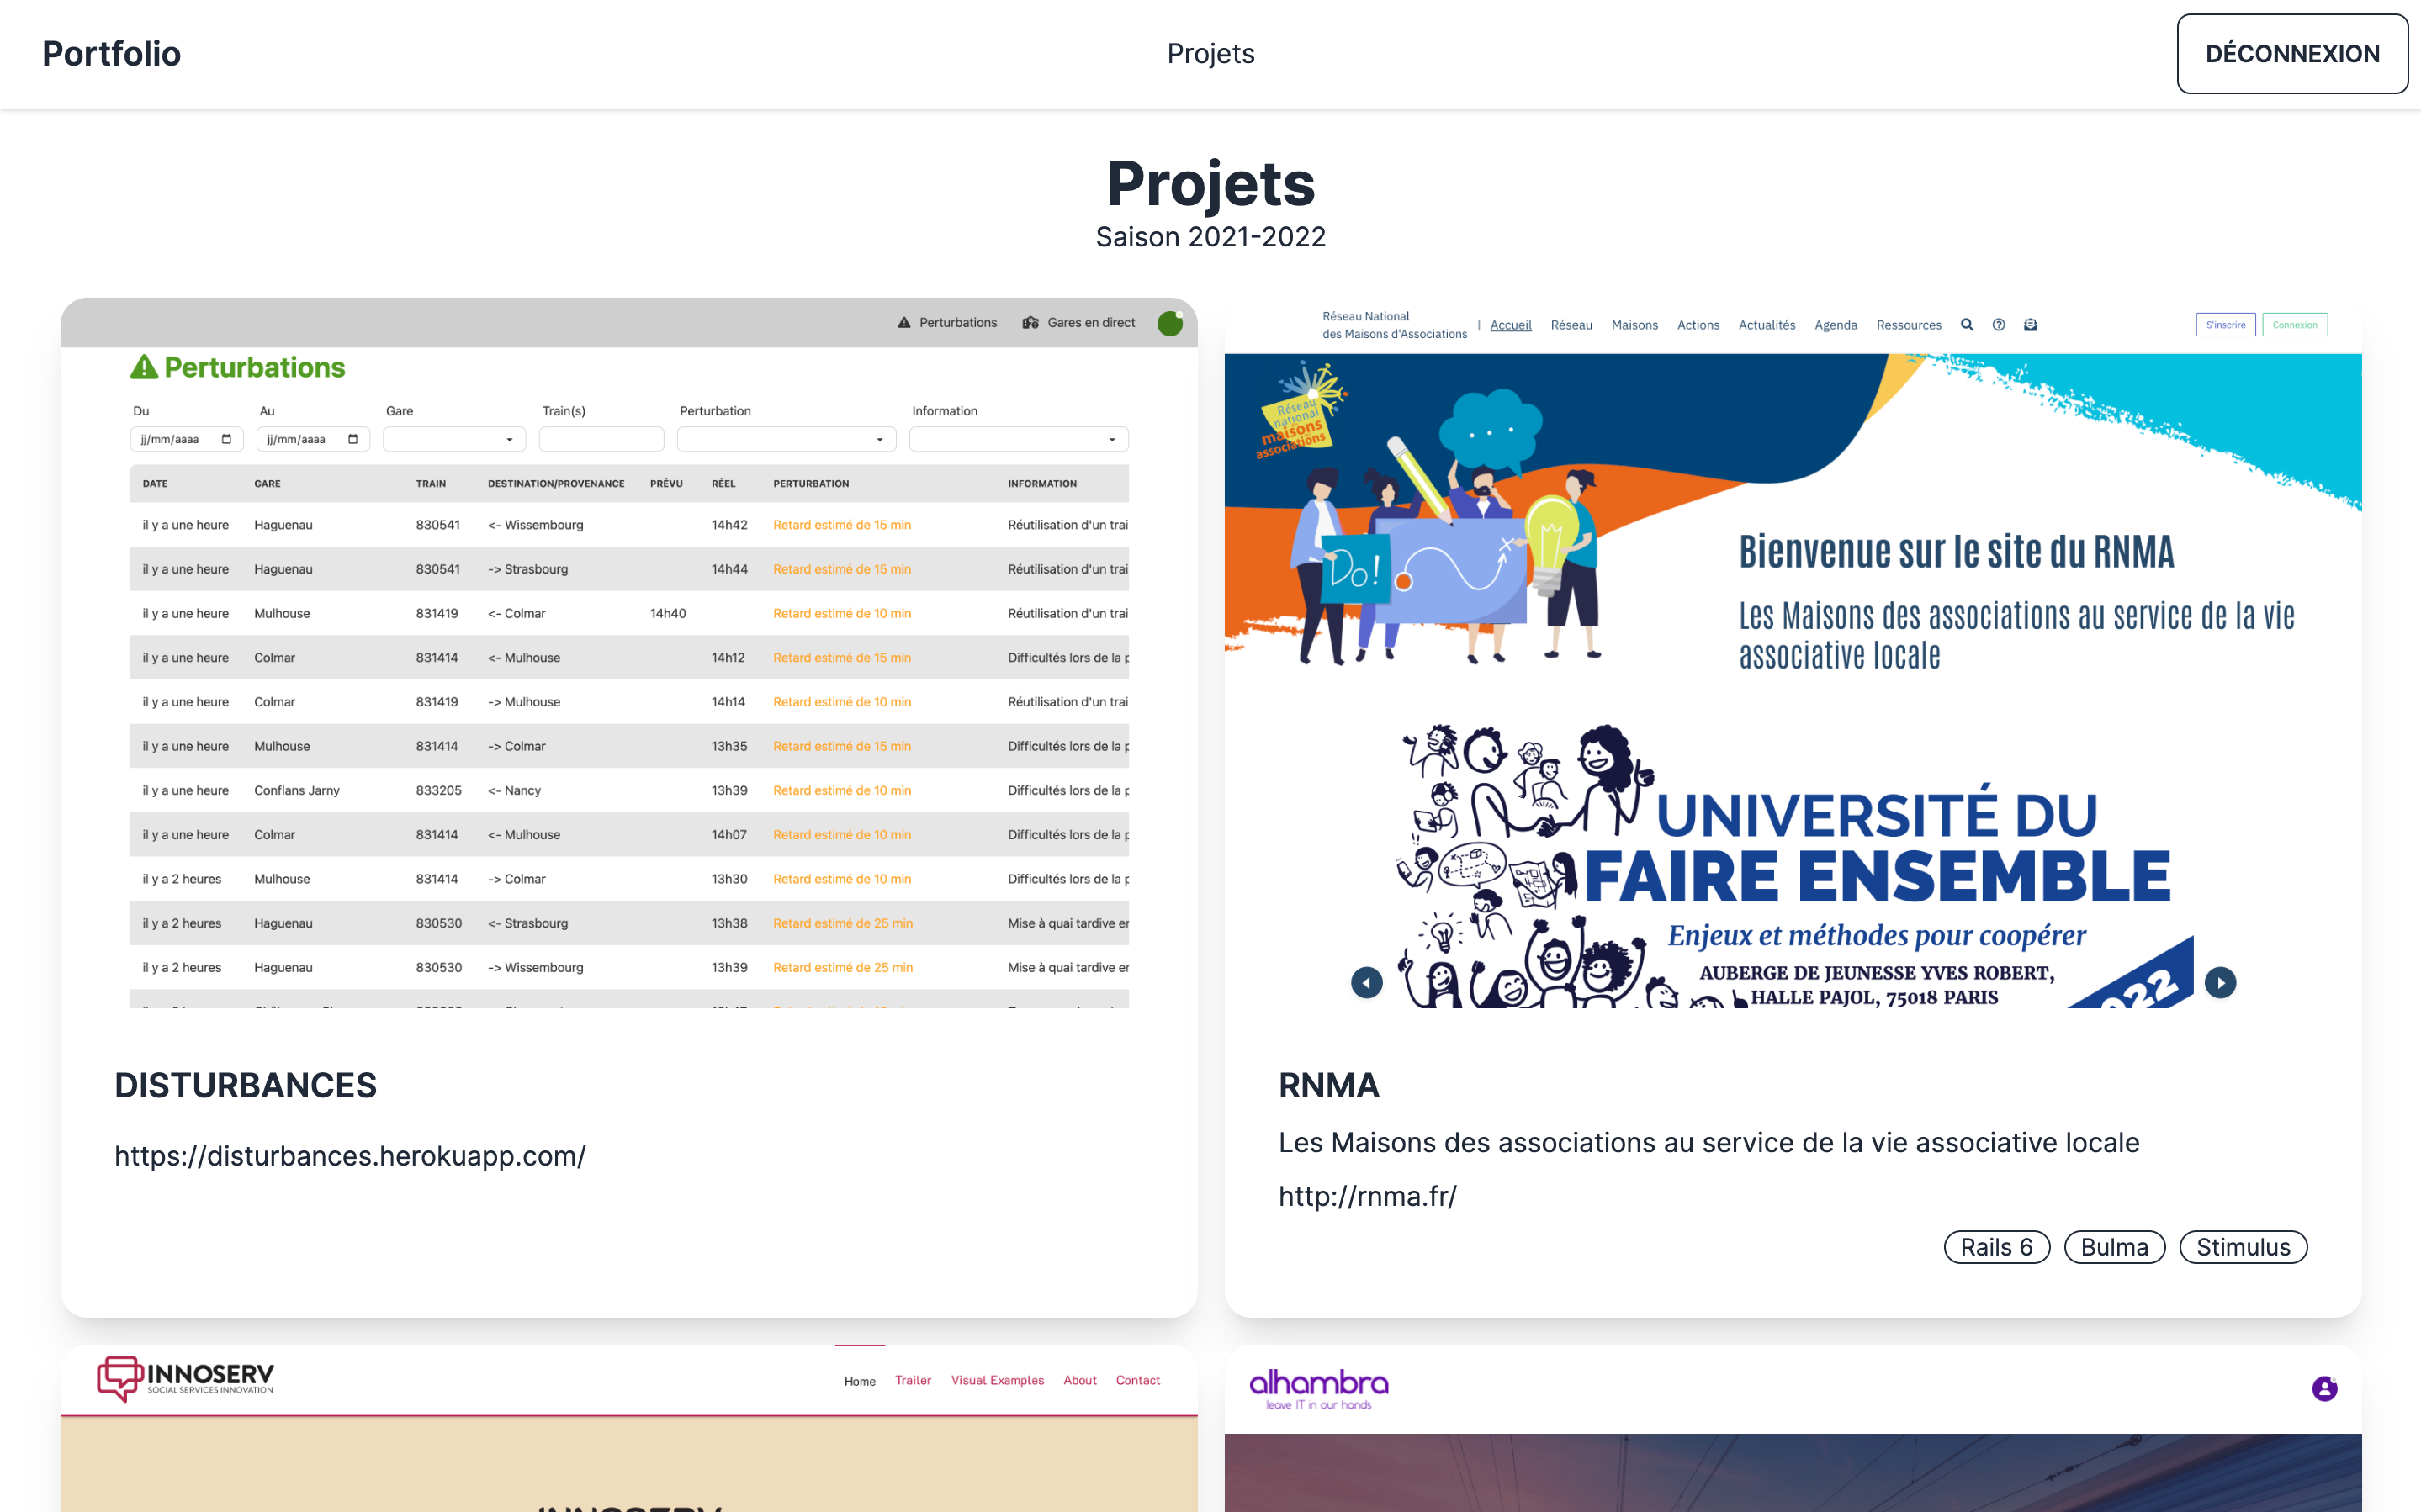 Portfolio
Projets
DÉCONNEXION
Projets
Saison 2021-2022
Perturbations
Gares en direct
Perturbations
Du Au Gare Train(s) Perturbation Information
jj/mm/aaaa jj/mm/aaaa
DATE GARE TRAIN DESTINATION/PROVENANCE PRÉVU RÉEL PERTURBATION INFORMATION
il y a une heure Haguenau 830541 <- Wissembourg 14h42 Retard estimé de 15 min Réutilisation d'un trai
il y a une heure Haguenau 830541 -> Strasbourg 14h44 Retard estimé de 15 min Réutilisation d'un trai
il y a une heure Mulhouse 831419 <- Colmar 14h40 Retard estimé de 10 min Réutilisation d'un trai
il y a une heure Colmar 831414 <- Mulhouse 14h12 Retard estimé de 15 min Difficultés lors de la p
il y a une heure Colmar 831419 -> Mulhouse 14h14 Retard estimé de 10 min Réutilisation d'un trai
il y a une heure Mulhouse 831414 -> Colmar 13h35 Retard estimé de 15 min Difficultés lors de la p
il y a une heure Conflans Jarny 833205 <- Nancy 13h39 Retard estimé de 10 min Difficultés lors de la p
il y a une heure Colmar 831414 <- Mulhouse 14h07 Retard estimé de 10 min Difficultés lors de la p
il y a 2 heures Mulhouse 831414 -> Colmar 13h30 Retard estimé de 10 min Difficultés lors de la p
il y a 2 heures Haguenau 830530 <- Strasbourg 13h38 Retard estimé de 25 min Mise à quai tardive er
il y a 2 heures Haguenau 830530 -> Wissembourg 13h39 Retard estimé de 25 min Mise à quai tardive er
DISTURBANCES
https://disturbances.herokuapp.com/
Réseau National
des Maisons d'Associations | Accueil Réseau Maisons Actions Actualités Agenda Ressources
S'inscrire Connexion
Réseau
national
maisons
associations
Do!
Bienvenue sur le site du RNMA
Les Maisons des associations au service de la vie
associative locale
UNIVERSITÉ DU
FAIRE ENSEMBLE
Enjeux et méthodes pour coopérer
AUBERGE DE JEUNESSE YVES ROBERT,
HALLE PAJOL, 75018 PARIS
022
RNMA
Les Maisons des associations au service de la vie associative locale
http://rnma.fr/
Rails 6 Bulma Stimulus
INNOSERV
SOCIAL SERVICES INNOVATION
Home Trailer Visual Examples About Contact
INNOSERV
alhambra
leave IT in our hands